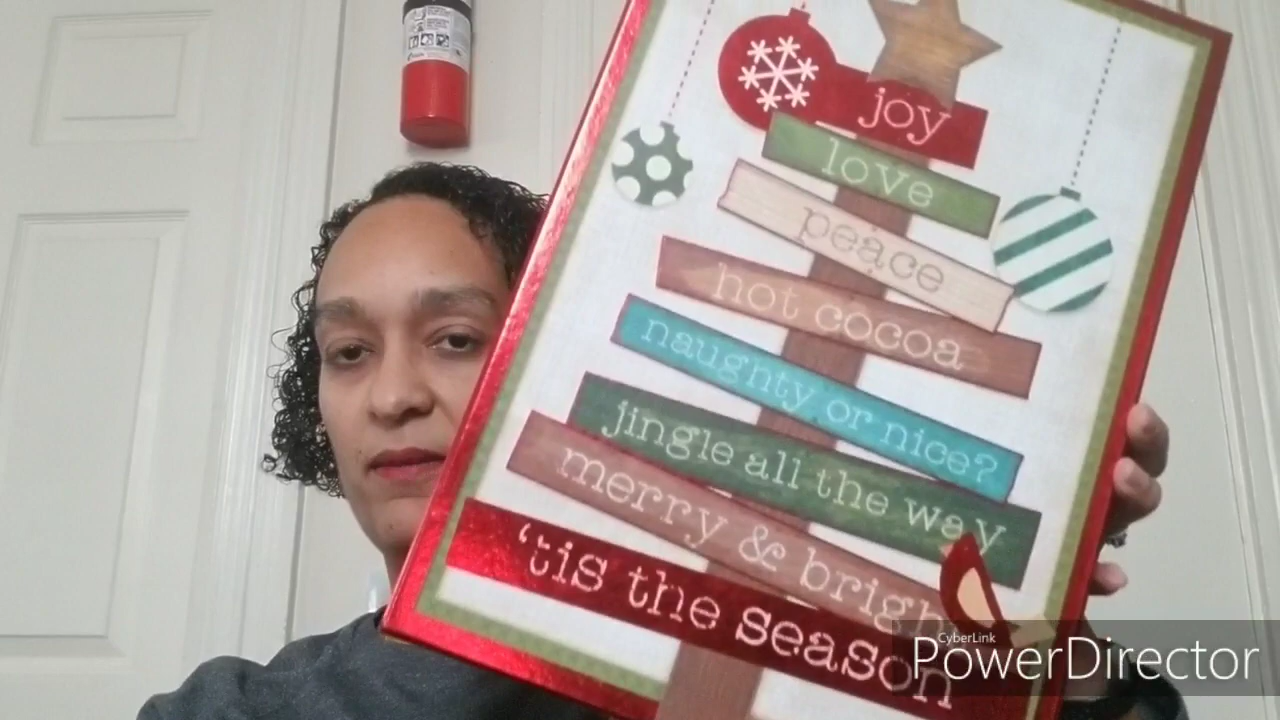 joy
love
peace
hot cocoa
naughty or nice?
jingle all the way
merry & brigh
'tis the season
CyberLink
PowerDirector